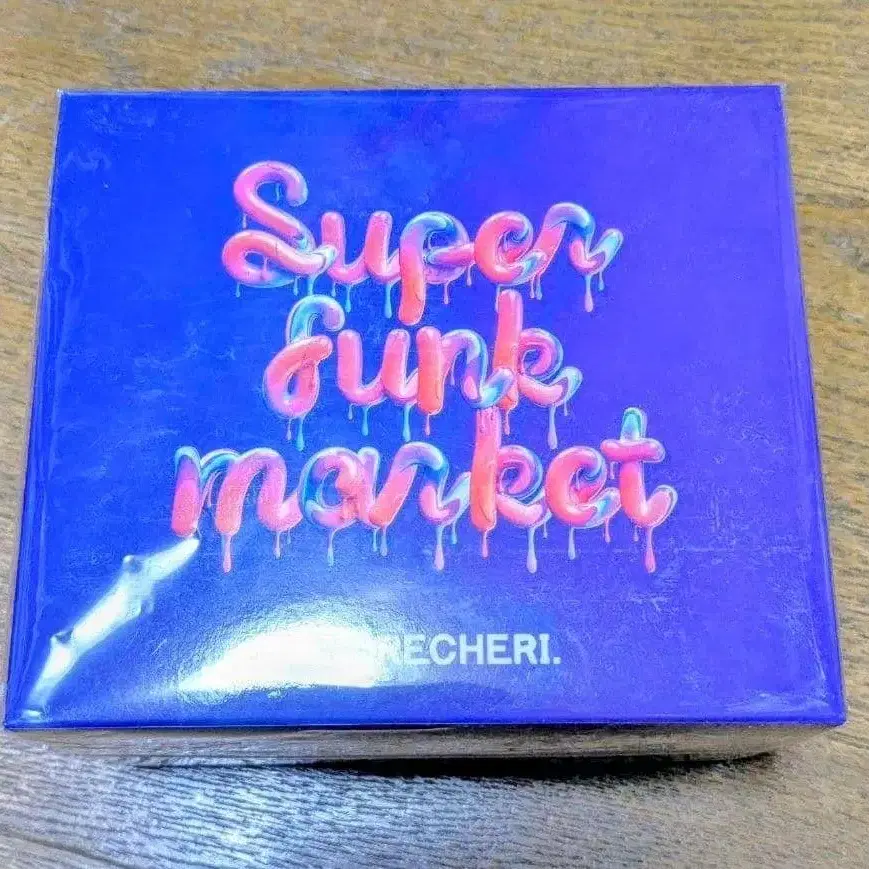 Super
funk
market
RECHERI.